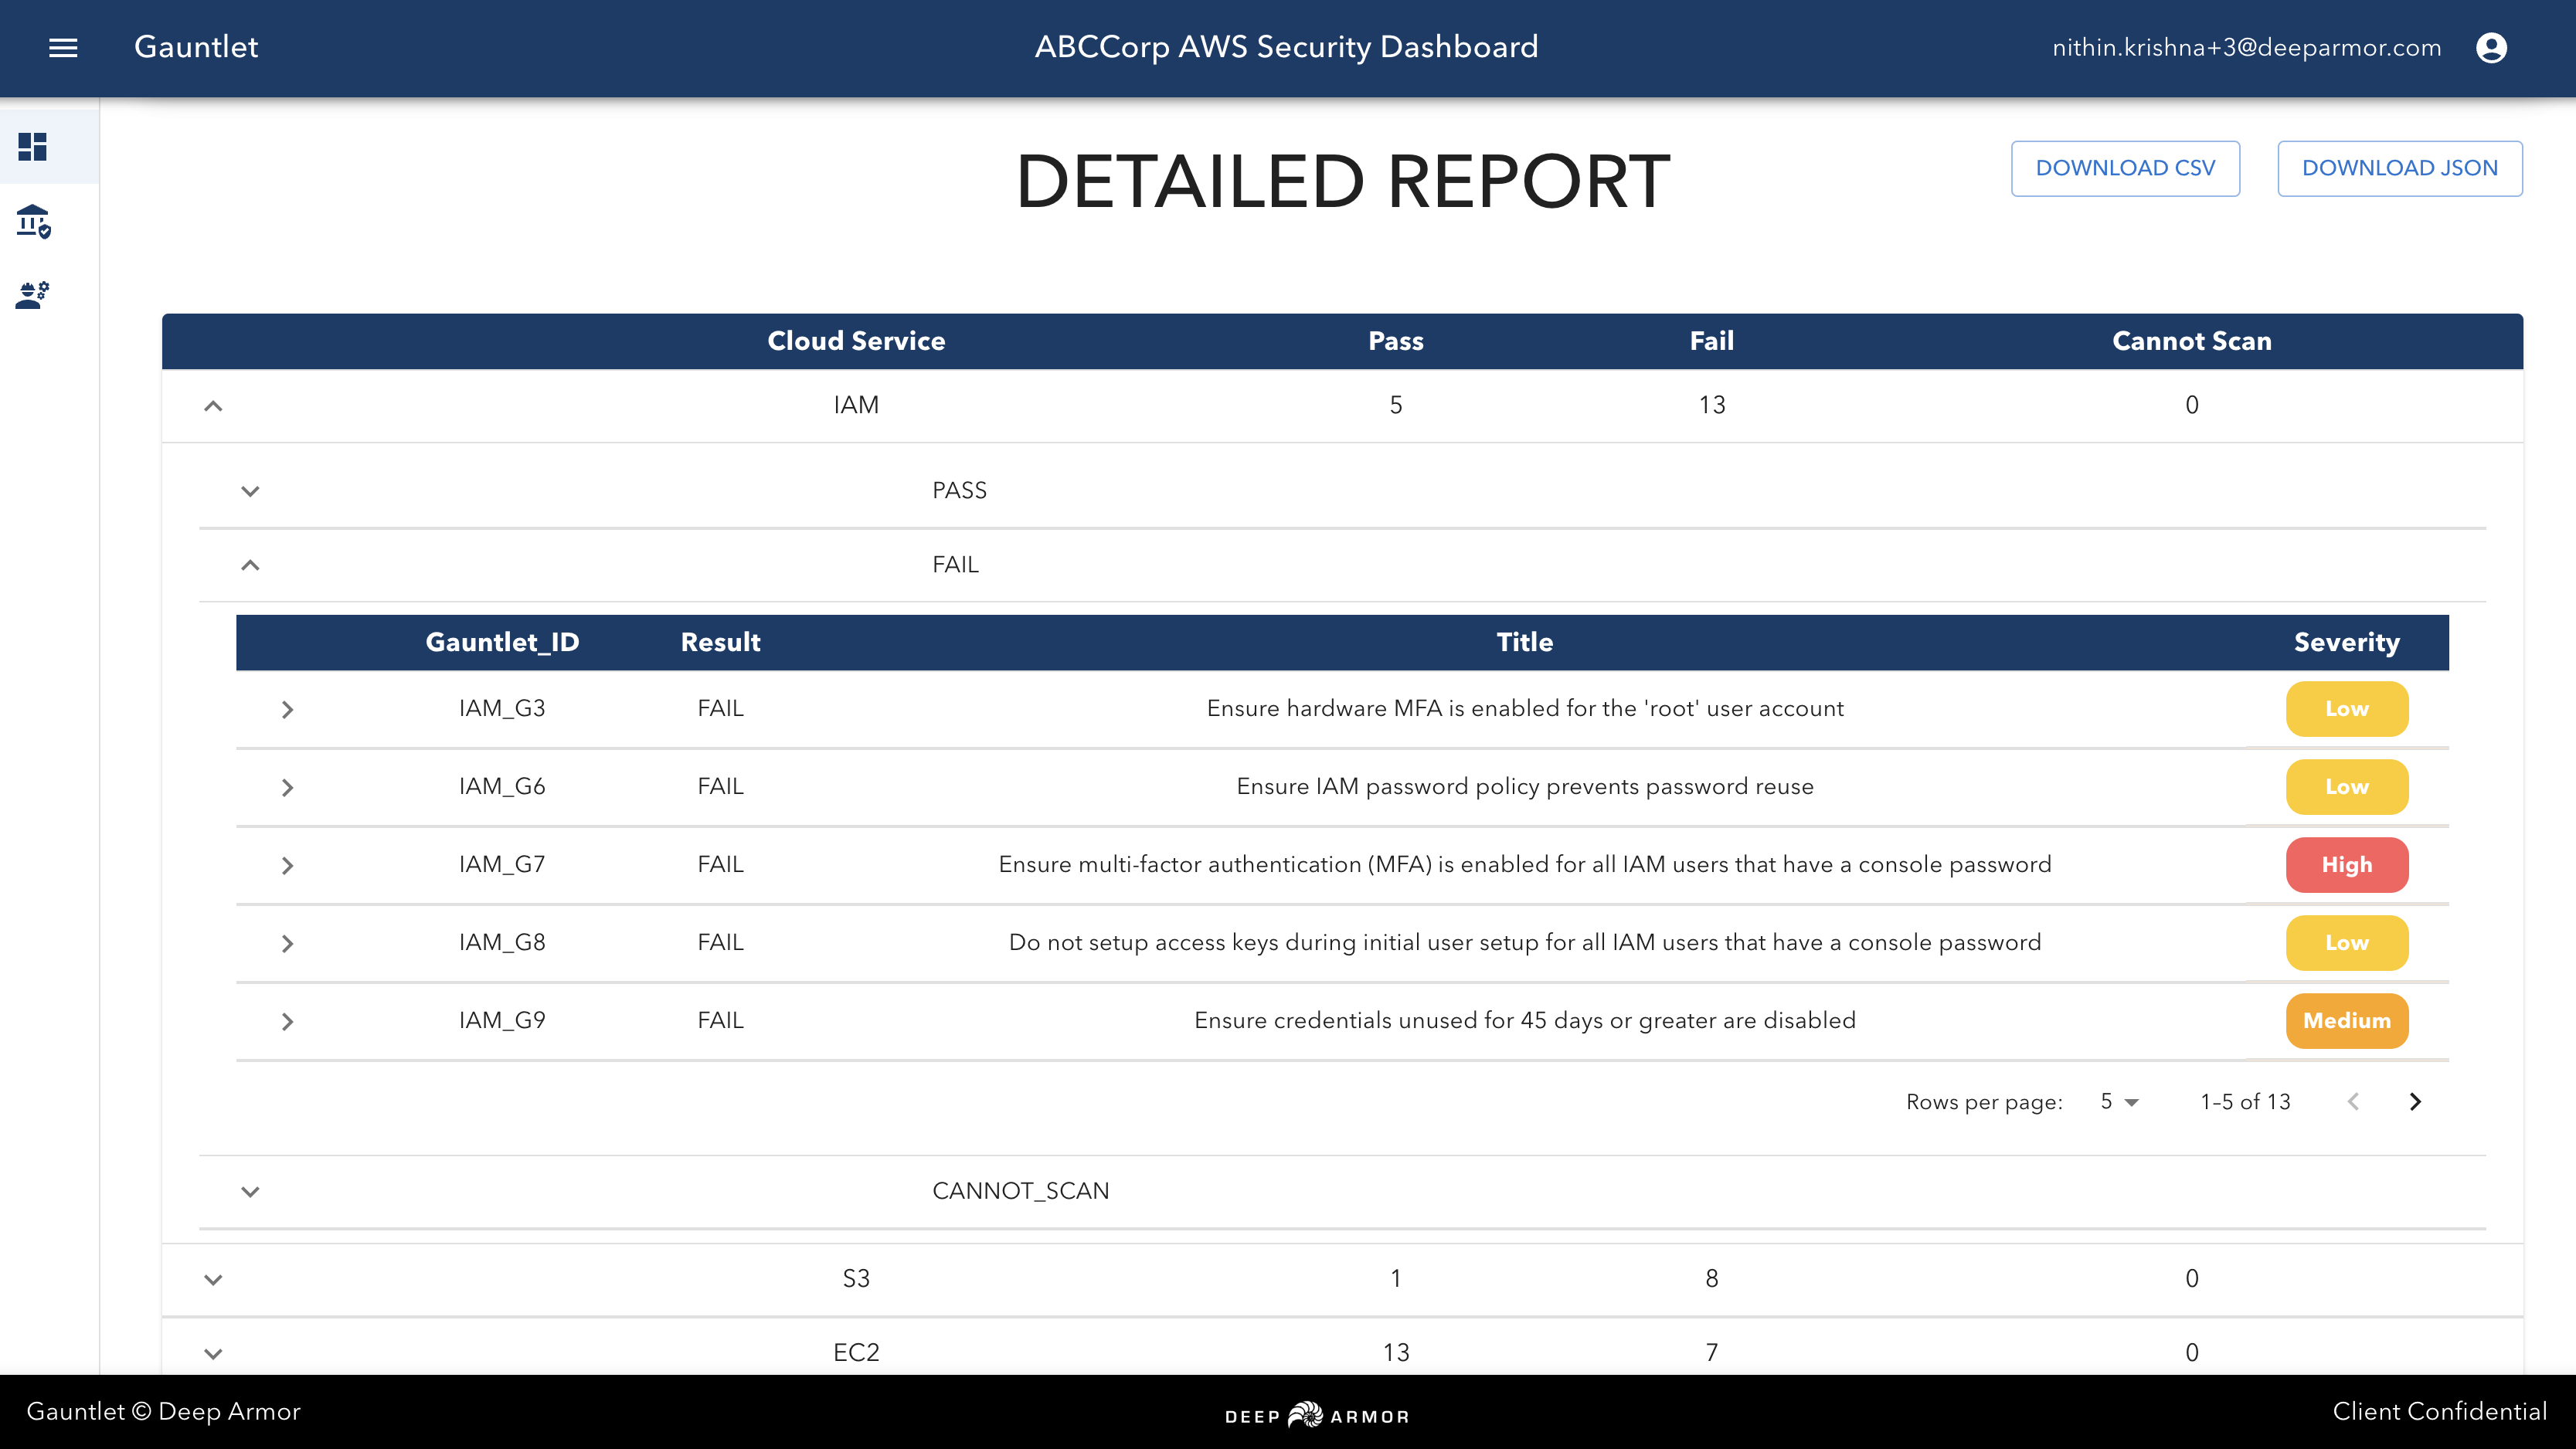 Gauntlet ABCCorp AWS Security Dashboard nithin.krishna+3@deeparmor.com
DETAILED REPORT DOWNLOAD CSV DOWNLOAD JSON
Cloud Service Pass Fail Cannot Scan
IAM 5 13 0
PASS
FAIL
Gauntlet_ID Result Title Severity
IAM_G3 FAIL Ensure hardware MFA is enabled for the 'root' user account Low
IAM_G6 FAIL Ensure IAM password policy prevents password reuse Low
IAM_G7 FAIL Ensure multi-factor authentication (MFA) is enabled for all IAM users that have a console password High
IAM_G8 FAIL Do not setup access keys during initial user setup for all IAM users that have a console password Low
IAM_G9 FAIL Ensure credentials unused for 45 days or greater are disabled Medium
Rows per page: 5 1–5 of 13
CANNOT_SCAN
S3 1 8 0
EC2 13 7 0
Gauntlet © Deep Armor DEEP ARMOR Client Confidential